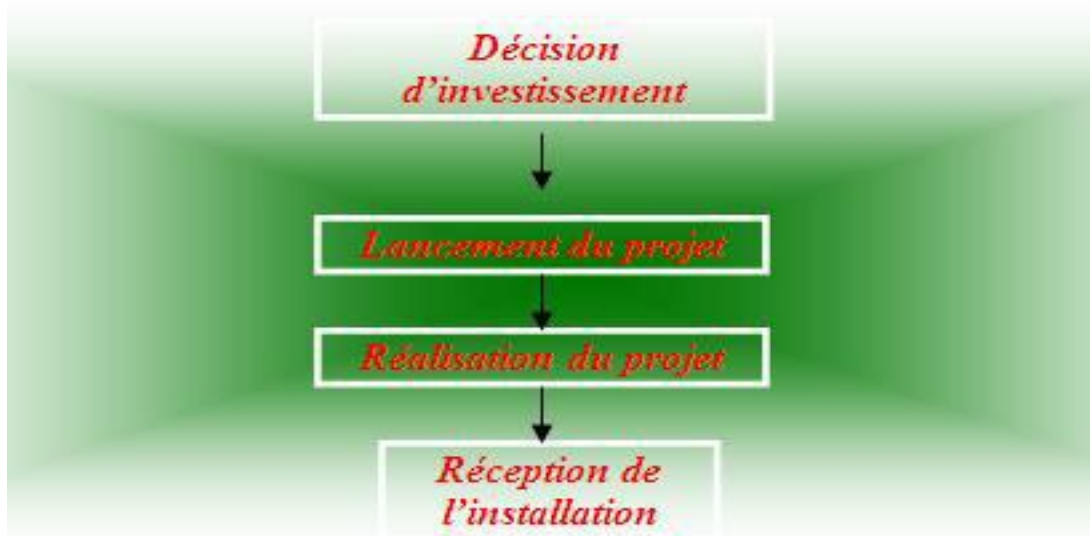 Décision
d'investissement
Lancement du projet
Réalisation du projet
Réception de
l'installation